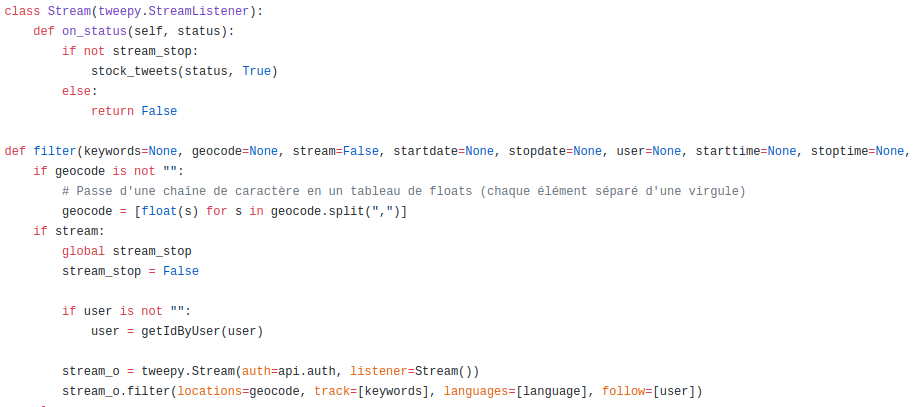 class Stream(tweepy.StreamListener):
    def on_status(self, status):
        if not stream_stop:
            stock_tweets(status, True)
        else:
            return False

def filter(keywords=None, geocode=None, stream=False, startdate=None, stopdate=None, user=None, starttime=None, stoptime=None,
    if geocode is not "":
        # Passe d'une chaîne de caractère en un tableau de floats (chaque élément séparé d'une virgule)
        geocode = [float(s) for s in geocode.split(",")]
    if stream:
        global stream_stop
        stream_stop = False

        if user is not "":
            user = getIdByUser(user)

        stream_o = tweepy.Stream(auth=api.auth, listener=Stream())
        stream_o.filter(locations=geocode, track=[keywords], languages=[language], follow=[user])